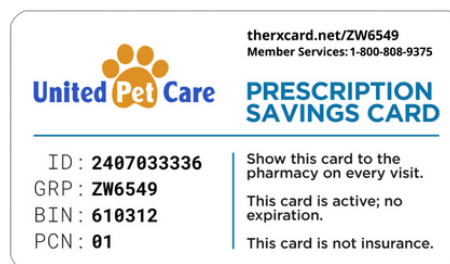 therxcard.net/ZW6549
Member Services: 1-800-808-9375
United Pet Care
PRESCRIPTION
SAVINGS CARD
ID: 2407033336
GRP: ZW6549
BIN: 610312
PCN: 01
Show this card to the
pharmacy on every visit.
This card is active; no
expiration.
This card is not insurance.